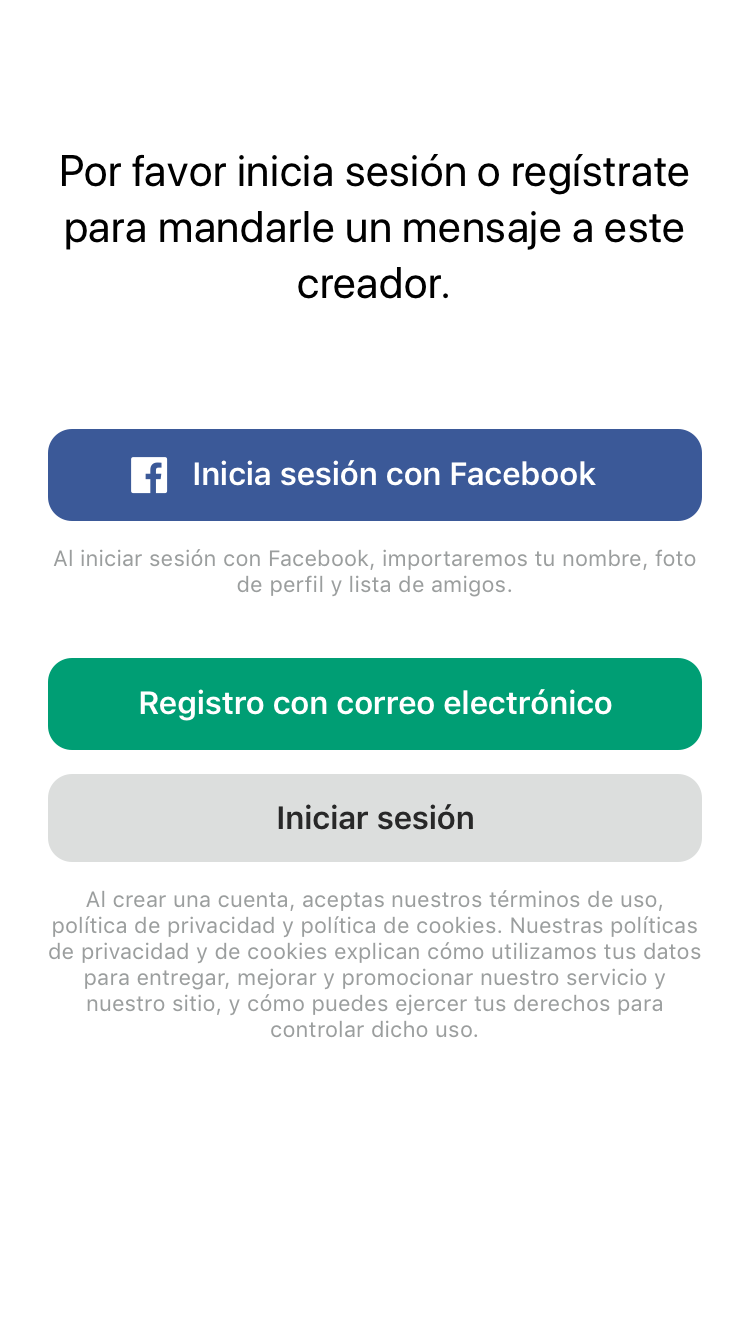 Por favor inicia sesión o regístrate
para mandarle un mensaje a este
creador.
Inicia sesión con Facebook
Al iniciar sesión con Facebook, importaremos tu nombre, foto
de perfil y lista de amigos.
Registro con correo electrónico
Iniciar sesión
Al crear una cuenta, aceptas nuestros términos de uso,
política de privacidad y política de cookies. Nuestras políticas
de privacidad y de cookies explican cómo utilizamos tus datos
para entregar, mejorar y promocionar nuestro servicio y
nuestro sitio, y cómo puedes ejercer tus derechos para
controlar dicho uso.